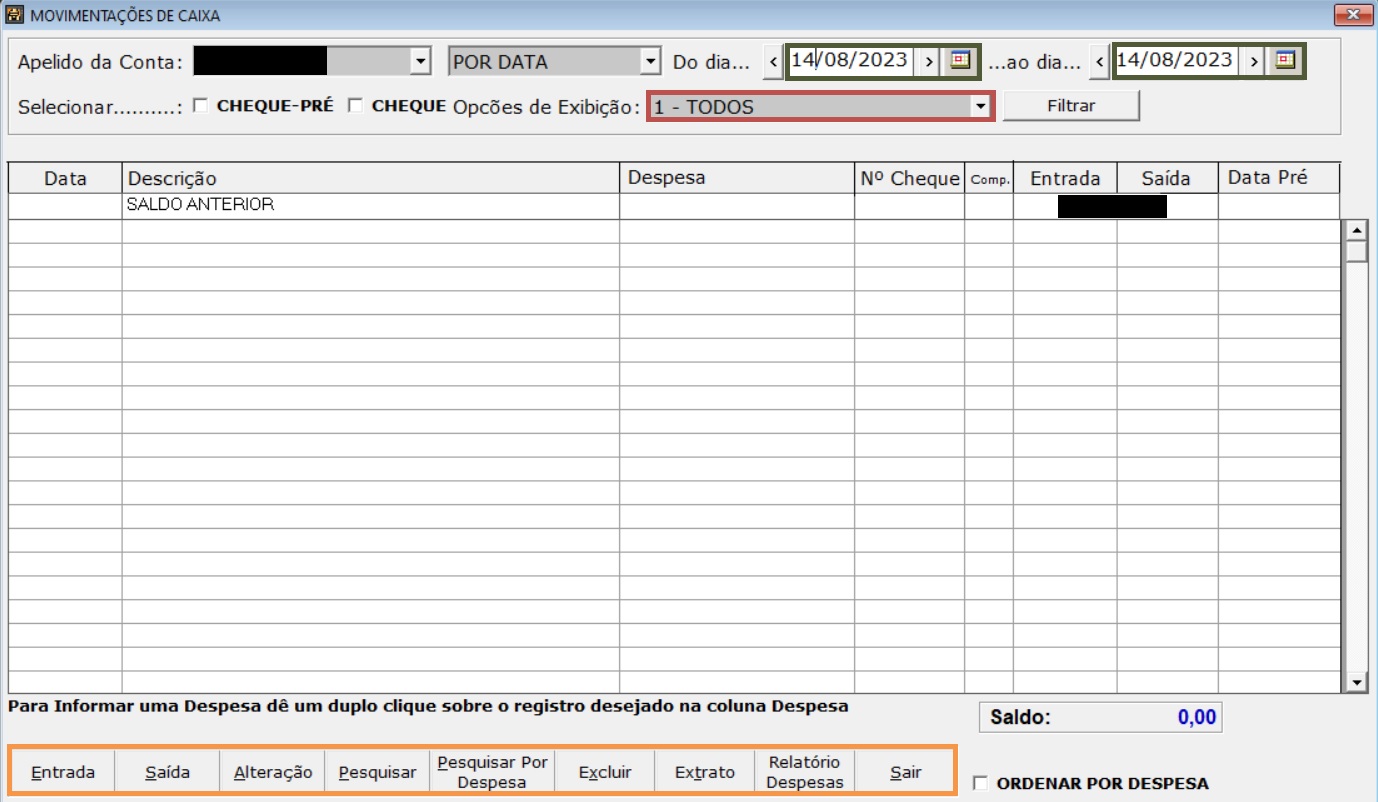 MOVIMENTAÇÕES DE CAIXA
Apelido da Conta: POR DATA Do dia... < 14/08/2023 > ...ao dia... < 14/08/2023 >
Selecionar..........: CHEQUE-PRÉ CHEQUE Opcões de Exibição: 1 - TODOS Filtrar
Data Descrição Despesa Nº Cheque Comp. Entrada Saída Data Pré
SALDO ANTERIOR
Para Informar uma Despesa dê um duplo clique sobre o registro desejado na coluna Despesa
Saldo: 0,00
Entrada Saída Alteração Pesquisar Pesquisar Por Despesa Excluir Extrato Relatório Despesas Sair
ORDENAR POR DESPESA